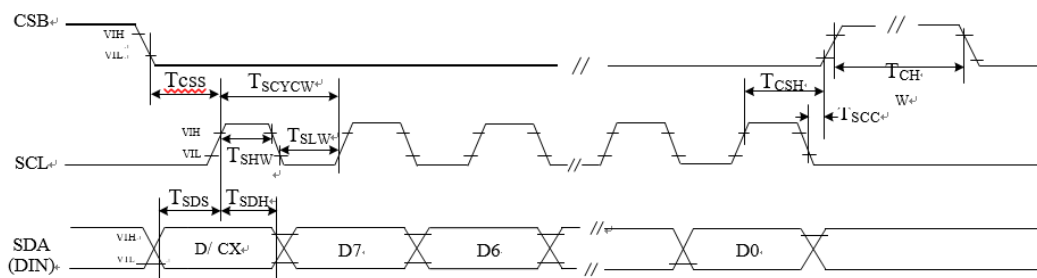 CSB
VIH
VIL
//
//
TCSS
TSCYCW
TCSH
TCH
W
TSCC
VIH
VIL
TSHW
TSLW
SCL
//
TSDS
TSDH
SDA
(DIN)
VIH
VIL
D/ CX
D7
D6
//
//
D0